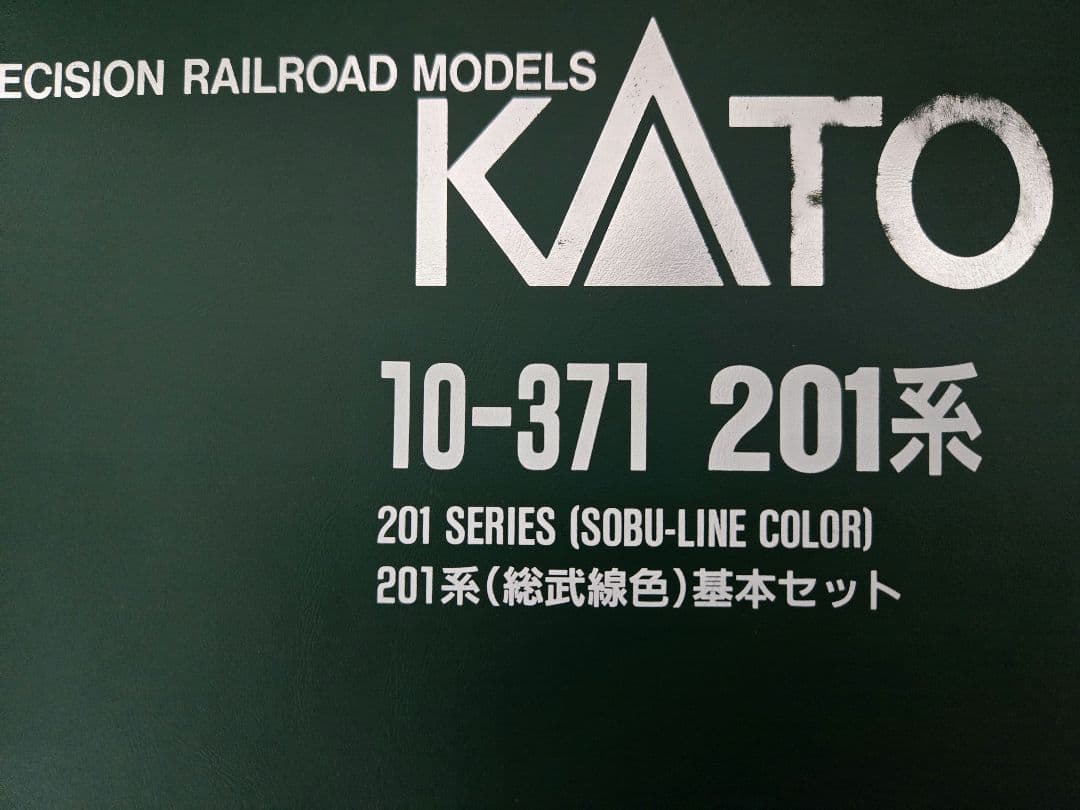 ECISION RAILROAD MODELS
KATO
10-371 201系
201 SERIES (SOBU-LINE COLOR)
201系(総武線色)基本セット